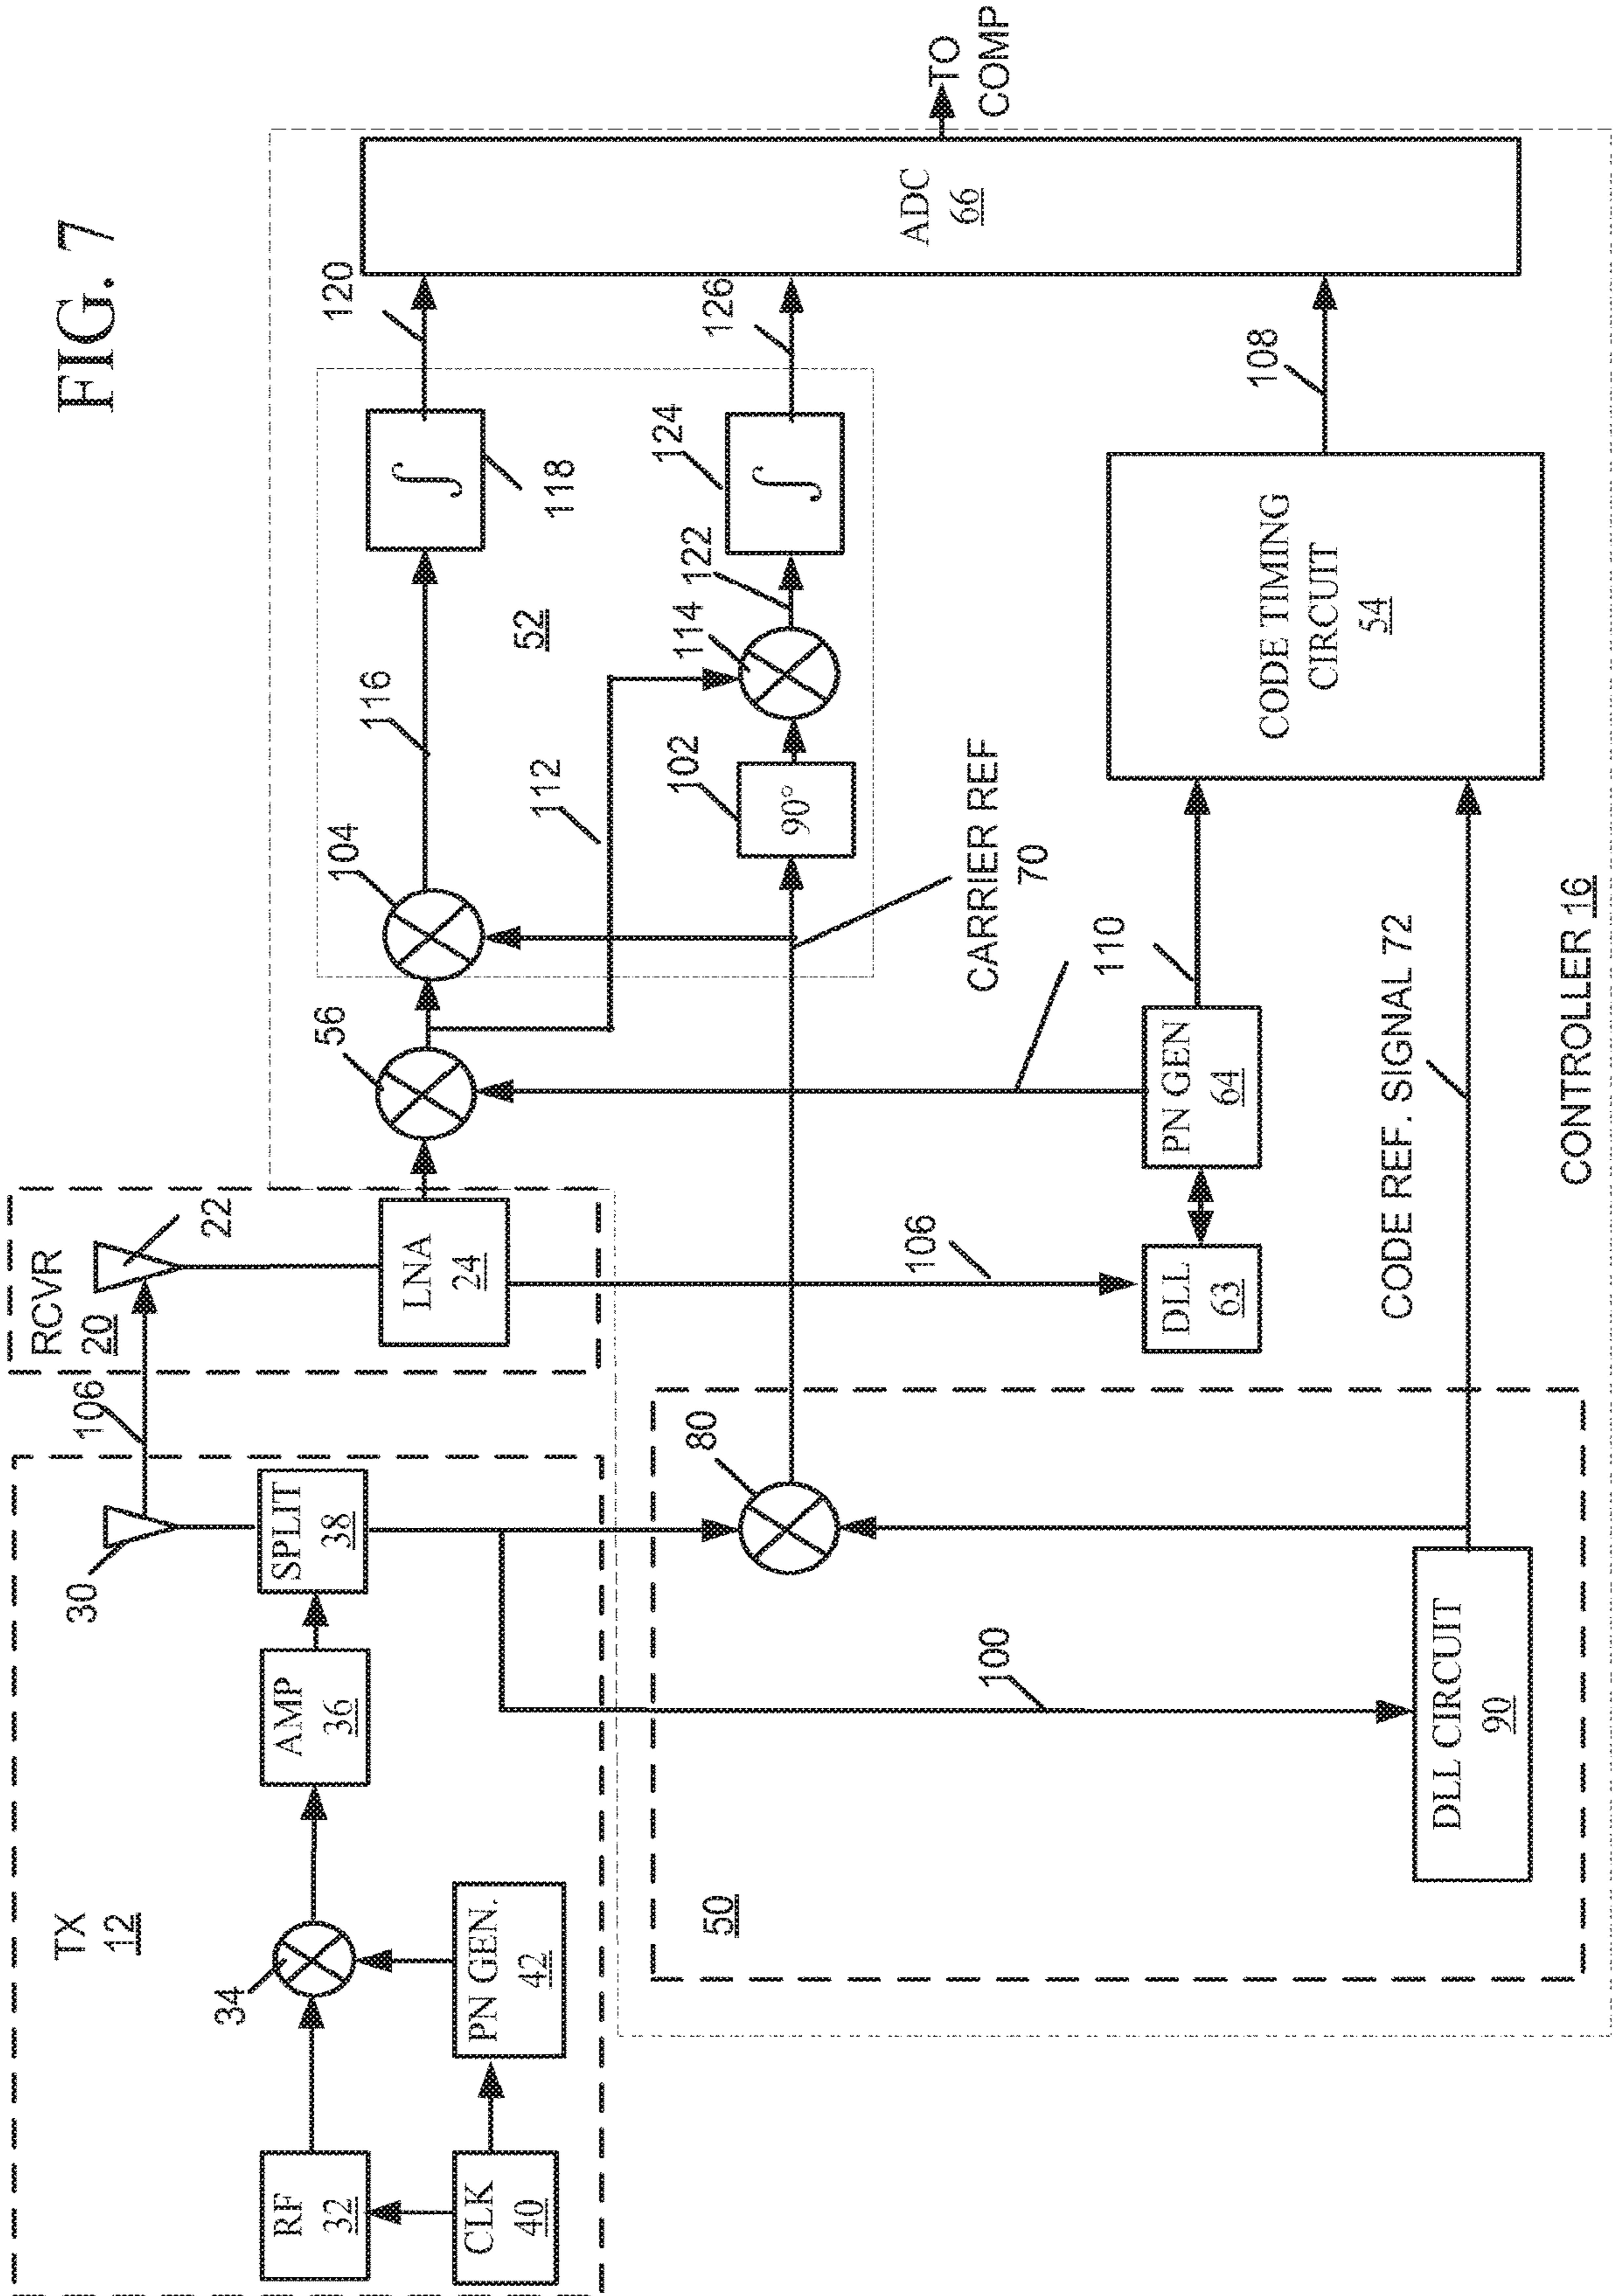 FIG. 7
TX
12
RF
32
CLK
40
34
PN GEN.
42
AMP
36
30
SPLIT
38
106
RCVR
20
22
LNA
24
50
100
80
DLL CIRCUIT
90
106
DLL
63
PN GEN
64
110
56
112
104
116
52
118
120
CARRIER REF
70
102
90°
114
122
124
126
∫
∫
CODE REF. SIGNAL 72
CODE TIMING
CIRCUIT
54
108
ADC
66
TO
COMP
CONTROLLER 16